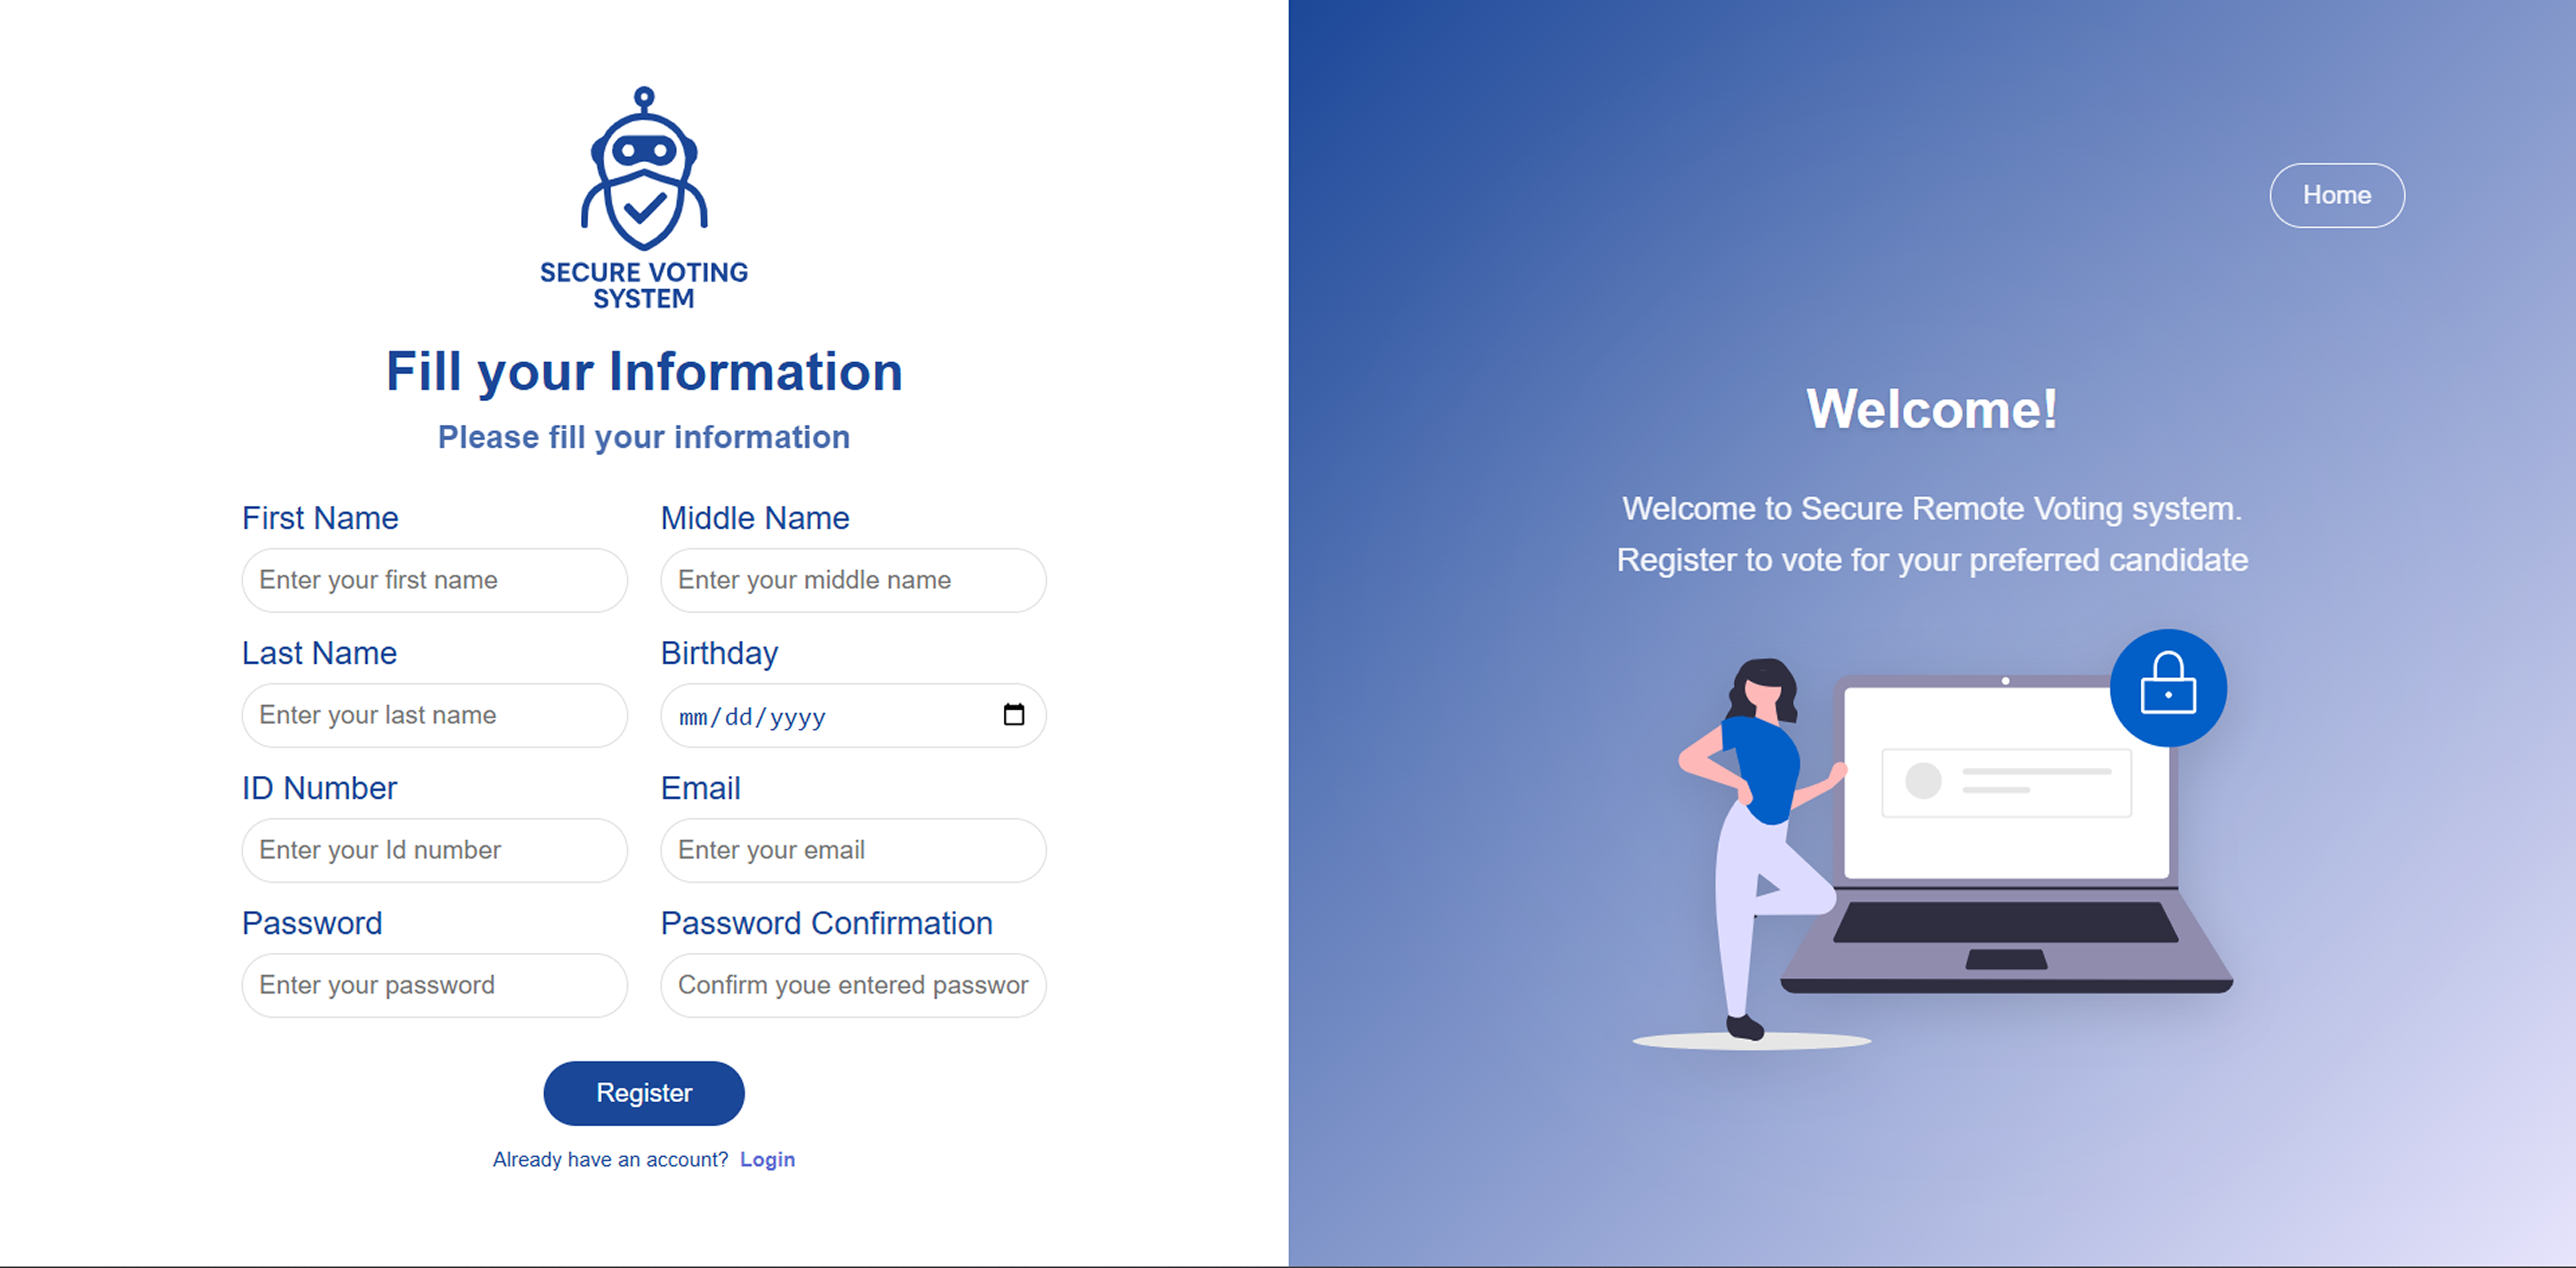 SECURE VOTING
SYSTEM
Fill your Information
Please fill your information
First Name
Enter your first name
Middle Name
Enter your middle name
Last Name
Enter your last name
Birthday
mm/dd/yyyy
ID Number
Enter your Id number
Email
Enter your email
Password
Enter your password
Password Confirmation
Confirm youe entered passwor
Register
Already have an account? Login
Home
Welcome!
Welcome to Secure Remote Voting system.
Register to vote for your preferred candidate